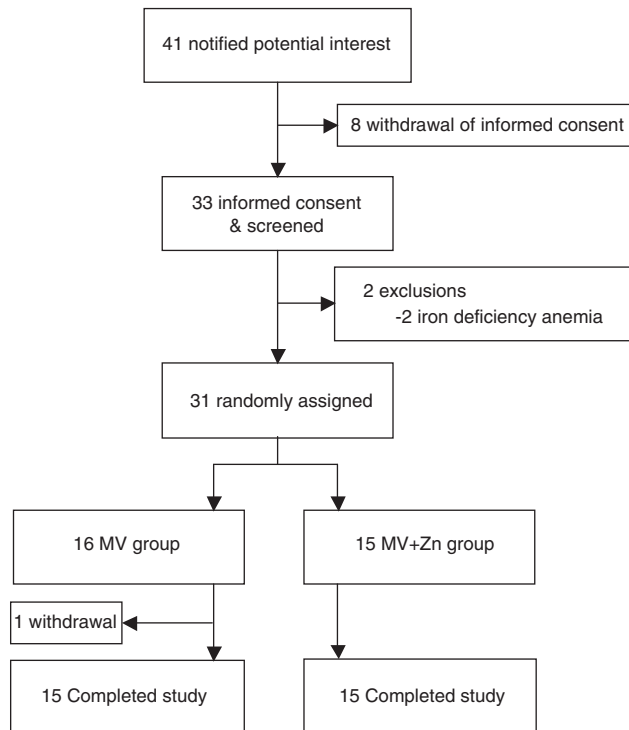 41 notified potential interest
8 withdrawal of informed consent
33 informed consent
& screened
2 exclusions
-2 iron deficiency anemia
31 randomly assigned
16 MV group
15 MV+Zn group
1 withdrawal
15 Completed study
15 Completed study